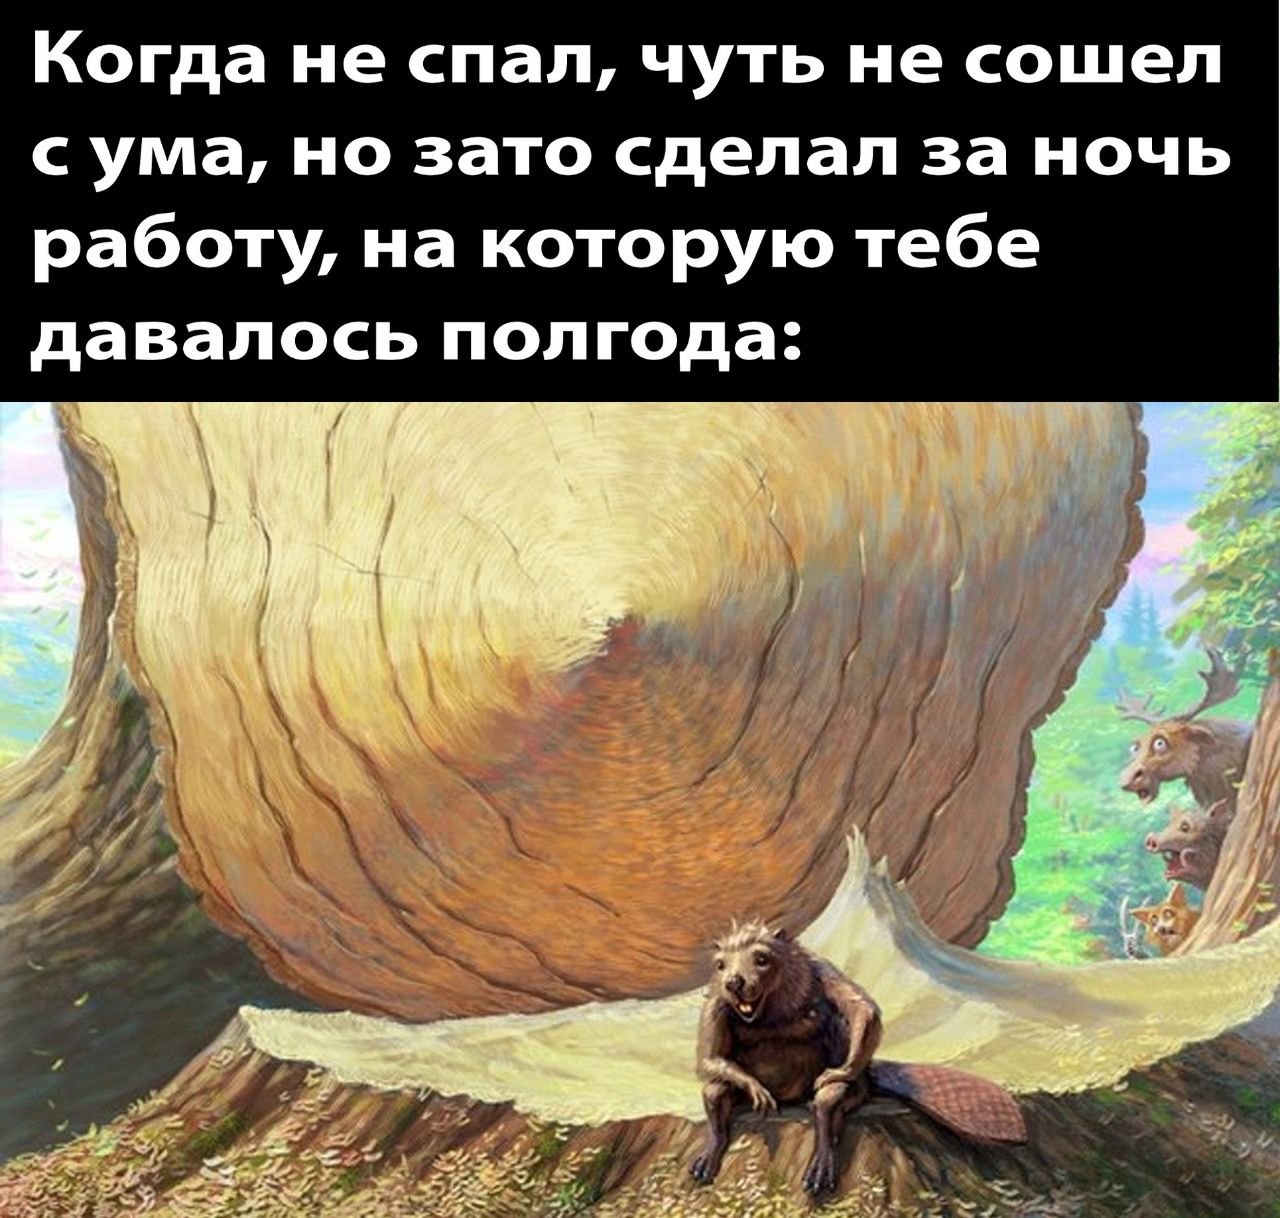 Когда не спал, чуть не сошел
с ума, но зато сделал за ночь
работу, на которую тебе
давалось полгода: